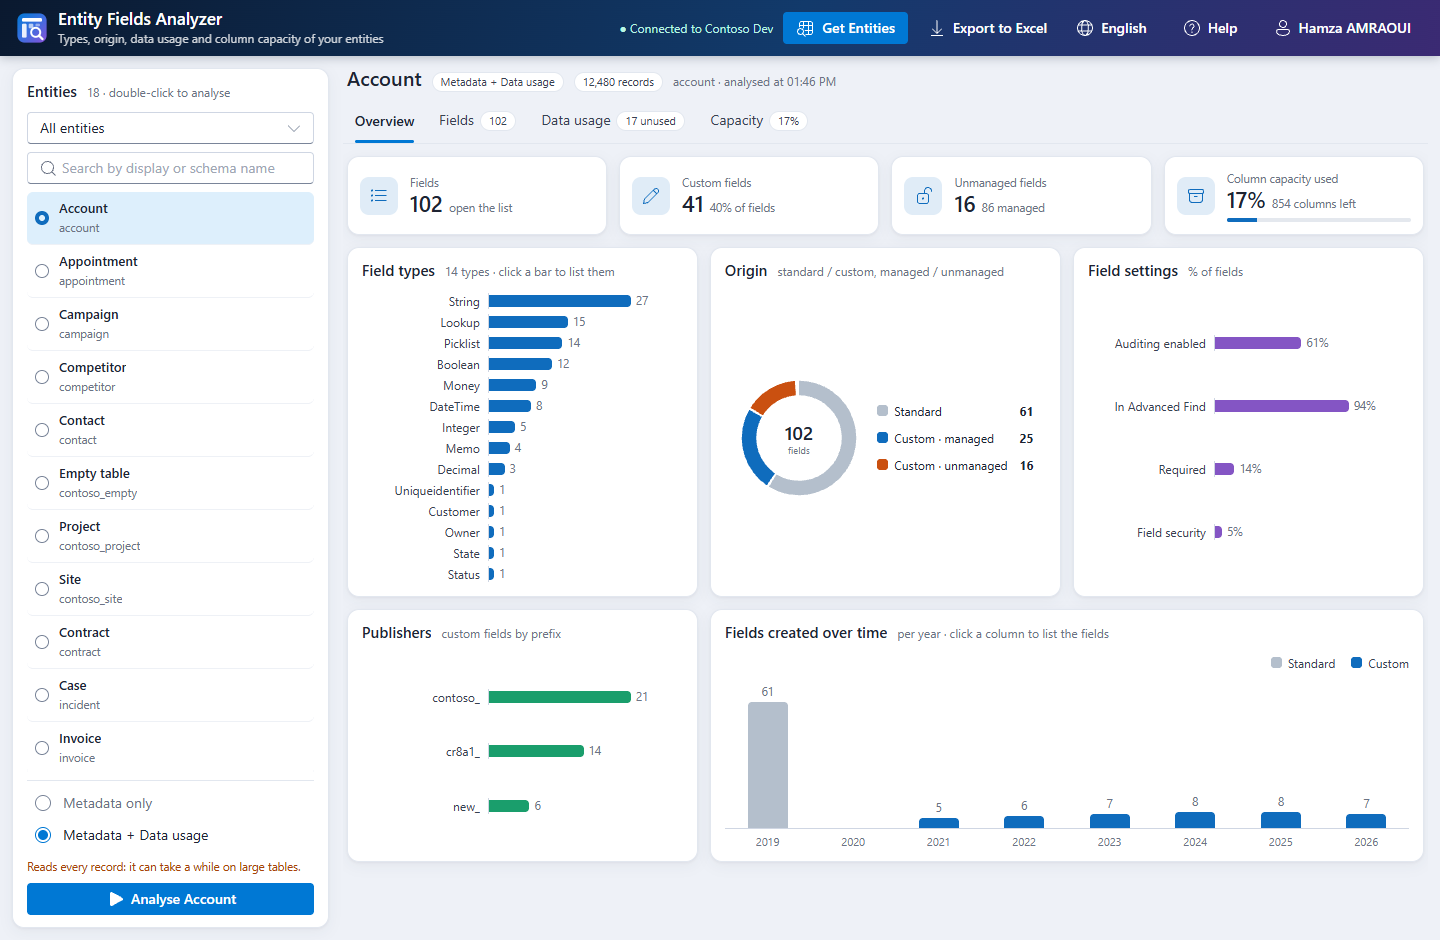 Entity Fields Analyzer
Types, origin, data usage and column capacity of your entities
Connected to Contoso Dev
Get Entities
Export to Excel
English
Help
Hamza AMRAOUI
Entities 18 · double-click to analyse
All entities
Search by display or schema name
Account
account
Appointment
appointment
Campaign
campaign
Competitor
competitor
Contact
contact
Empty table
contoso_empty
Project
contoso_project
Site
contoso_site
Contract
contract
Case
incident
Invoice
invoice
Metadata only
Metadata + Data usage
Reads every record: it can take a while on large tables.
Analyse Account
Account Metadata + Data usage 12,480 records account · analysed at 01:46 PM
Overview Fields 102 Data usage 17 unused Capacity 17%
Fields
102 open the list
Custom fields
41 40% of fields
Unmanaged fields
16 86 managed
Column capacity used
17% 854 columns left
Field types 14 types · click a bar to list them
String 27
Lookup 15
Picklist 14
Boolean 12
Money 9
DateTime 8
Integer 5
Memo 4
Decimal 3
Uniqueidentifier 1
Customer 1
Owner 1
State 1
Status 1
Origin standard / custom, managed / unmanaged
102
fields
Standard 61
Custom · managed 25
Custom · unmanaged 16
Field settings % of fields
Auditing enabled 61%
In Advanced Find 94%
Required 14%
Field security 5%
Publishers custom fields by prefix
contoso_ 21
cr8a1_ 14
new_ 6
Fields created over time per year · click a column to list the fields
Standard Custom
61 5 6 7 8 8 7
2019 2020 2021 2022 2023 2024 2025 2026